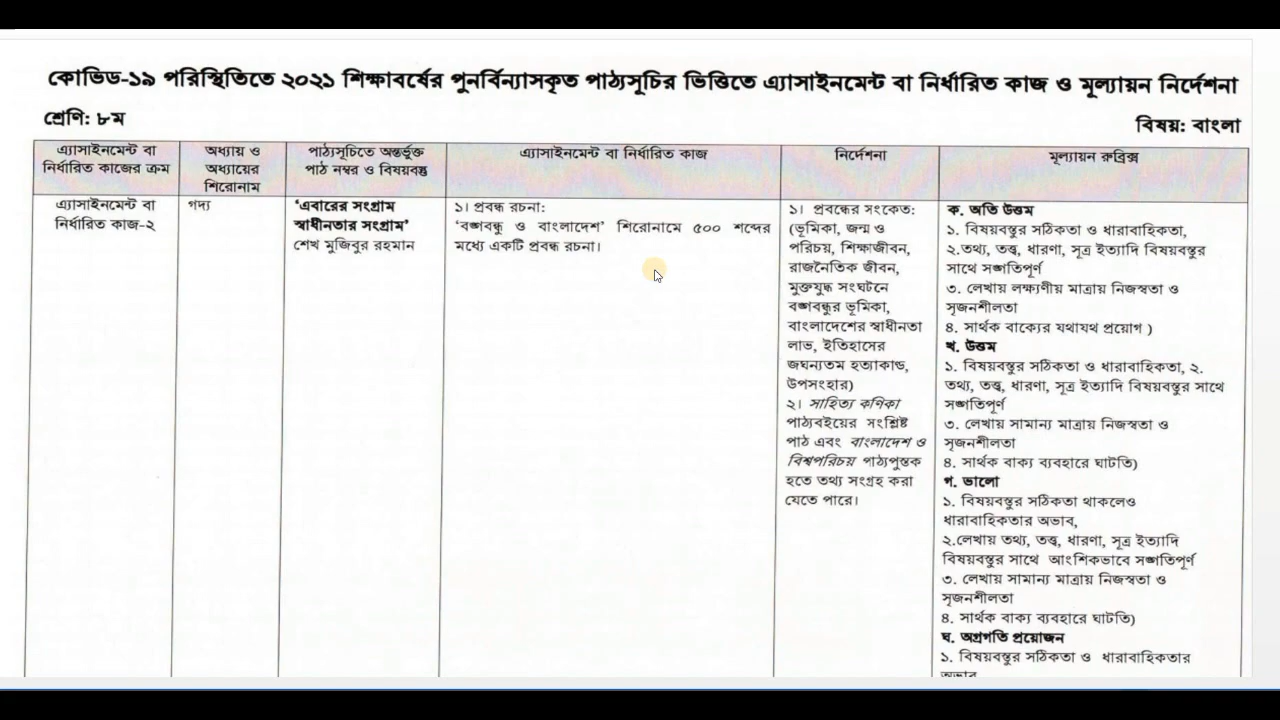 কোভিড-১৯ পরিস্থিতিতে ২০২১ শিক্ষাবর্ষের পুনর্বিন্যাসকৃত পাঠ্যসূচির ভিত্তিতে এ্যাসাইনমেন্ট বা নির্ধারিত কাজ ও মূল্যায়ন নির্দেশনা
শ্রেণি: ৮ম
বিষয়: বাংলা
এ্যাসাইনমেন্ট বা
নির্ধারিত কাজের ক্রম
অধ্যায় ও
অধ্যায়ের
শিরোনাম
পাঠ্যসূচিতে অন্তর্ভুক্ত
পাঠ নম্বর ও বিষয়বস্তু
এ্যাসাইনমেন্ট বা নির্ধারিত কাজ
নির্দেশনা
মূল্যায়ন রুব্রিক্স
এ্যাসাইনমেন্ট বা
নির্ধারিত কাজ-২
গদ্য
‘এবারের সংগ্রাম
স্বাধীনতার সংগ্রাম’
শেখ মুজিবুর রহমান
১। প্রবন্ধ রচনা:
‘বঙ্গবন্ধু ও বাংলাদেশ’ শিরোনামে ৫০০ শব্দের
মধ্যে একটি প্রবন্ধ রচনা।
১। প্রবন্ধের সংকেত:
(ভূমিকা, জন্ম ও
পরিচয়, শিক্ষাজীবন,
রাজনৈতিক জীবন,
মুক্তযুদ্ধ সংঘটনে
বঙ্গবন্ধুর ভূমিকা,
বাংলাদেশের স্বাধীনতা
লাভ, ইতিহাসের
জঘন্যতম হত্যাকান্ড,
উপসংহার)
২। সাহিত্য কণিকা
পাঠ্যবইয়ের সংশ্লিষ্ট
পাঠ এবং বাংলাদেশ ও
বিশ্বপরিচয় পাঠ্যপুস্তক
হতে তথ্য সংগ্রহ করা
যেতে পারে।
ক. অতি উত্তম
১. বিষয়বস্তুর সঠিকতা ও ধারাবাহিকতা,
২.তথ্য, তত্ত্ব, ধারণা, সূত্র ইত্যাদি বিষয়বস্তুর
সাথে সঙ্গতিপূর্ণ
৩. লেখায় লক্ষ্যণীয় মাত্রায় নিজস্বতা ও
সৃজনশীলতা
৪. সার্থক বাক্যের যথাযথ প্রয়োগ )
খ. উত্তম
১. বিষয়বস্তুর সঠিকতা ও ধারাবাহিকতা, ২.
তথ্য, তত্ত্ব, ধারণা, সূত্র ইত্যাদি বিষয়বস্তুর সাথে
সঙ্গতিপূর্ণ
৩. লেখায় সামান্য মাত্রায় নিজস্বতা ও
সৃজনশীলতা
৪. সার্থক বাক্য ব্যবহারে ঘাটতি)
গ. ভালো
১. বিষয়বস্তুর সঠিকতা থাকলেও
ধারাবাহিকতার অভাব,
২.লেখায় তথ্য, তত্ত্ব, ধারণা, সূত্র ইত্যাদি
বিষয়বস্তুর সাথে আংশিকভাবে সঙ্গতিপূর্ণ
৩. লেখায় সামান্য মাত্রায় নিজস্বতা ও
সৃজনশীলতা
৪. সার্থক বাক্য ব্যবহারে ঘাটতি)
ঘ. অগ্রগতি প্রয়োজন
১. বিষয়বস্তুর সঠিকতা ও ধারাবাহিকতার